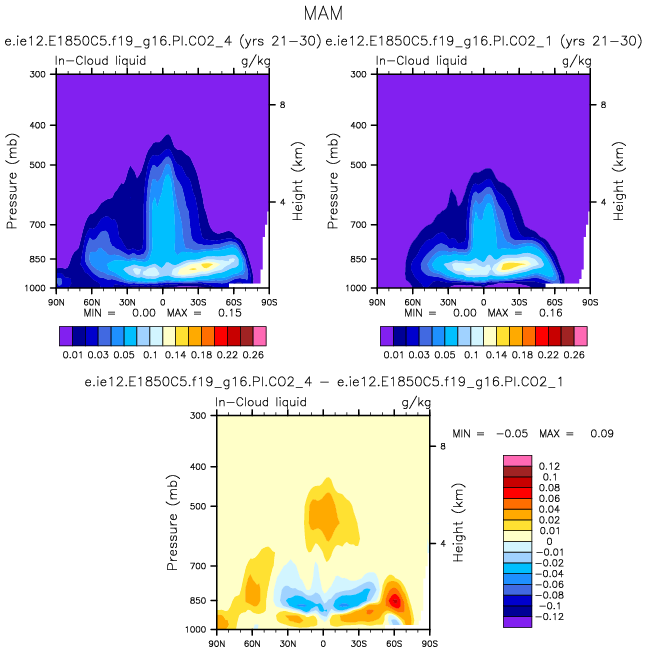 MAM
e.ie12.E1850C5.f19_g16.PI.CO2_4 (yrs 21-30) e.ie12.E1850C5.f19_g16.PI.CO2_1 (yrs 21-30)
In-Cloud liquid g/kg In-Cloud liquid g/kg
300 400 500 700 850 1000
Pressure (mb)
8 4
Height (km)
90N 60N 30N 0 30S 60S 90S
MIN = 0.00 MAX = 0.15
0.01 0.03 0.05 0.1 0.14 0.18 0.22 0.26
300 400 500 700 850 1000
Pressure (mb)
8 4
Height (km)
90N 60N 30N 0 30S 60S 90S
MIN = 0.00 MAX = 0.16
0.01 0.03 0.05 0.1 0.14 0.18 0.22 0.26
e.ie12.E1850C5.f19_g16.PI.CO2_4 - e.ie12.E1850C5.f19_g16.PI.CO2_1
In-Cloud liquid g/kg
300 400 500 700 850 1000
Pressure (mb)
8 4
Height (km)
90N 60N 30N 0 30S 60S 90S
MIN = -0.05 MAX = 0.09
0.12
0.1
0.08
0.06
0.04
0.02
0.01
0
-0.01
-0.02
-0.04
-0.06
-0.08
-0.1
-0.12